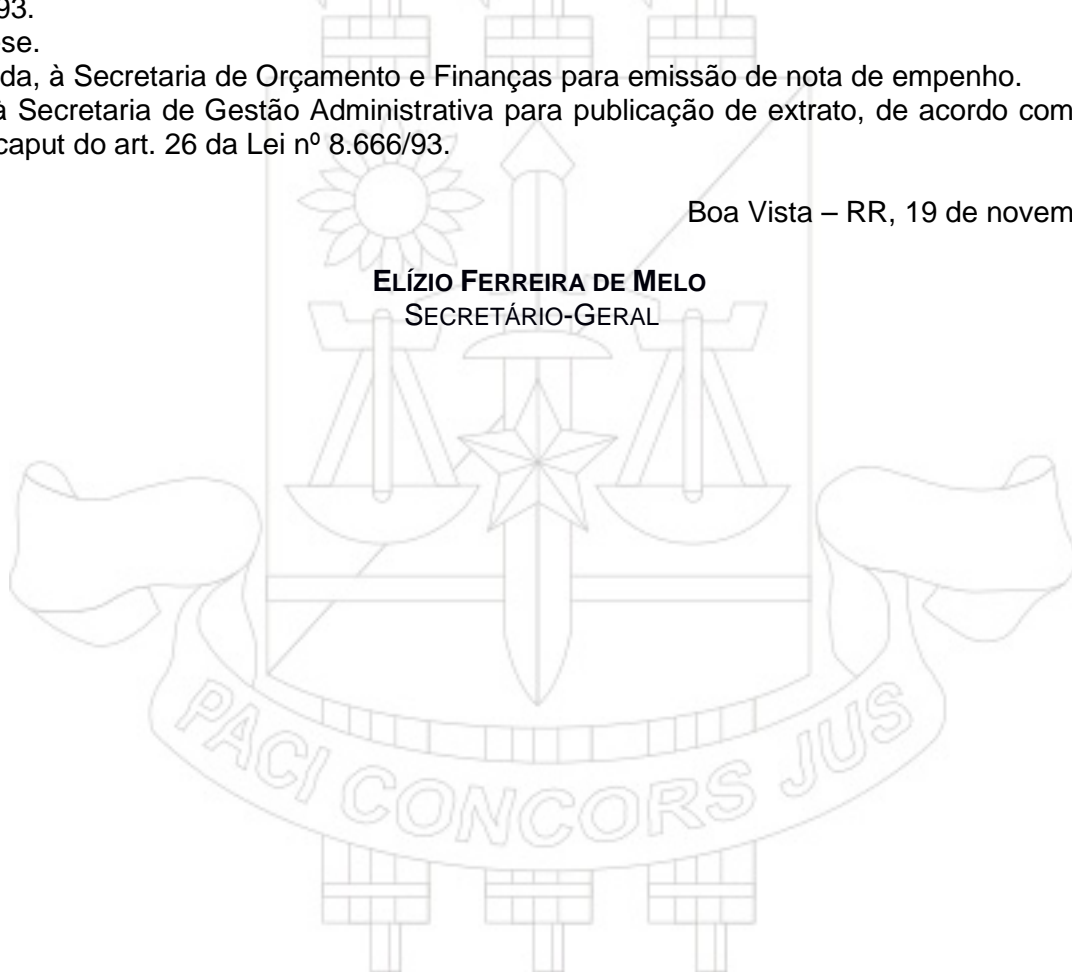 93.
se.
da, à Secretaria de Orçamento e Finanças para emissão de nota de empenho.
à Secretaria de Gestão Administrativa para publicação de extrato, de acordo com
caput do art. 26 da Lei nº 8.666/93.
Boa Vista – RR, 19 de novem
ELÍZIO FERREIRA DE MELO
SECRETÁRIO-GERAL
PACI CONCORS JUS